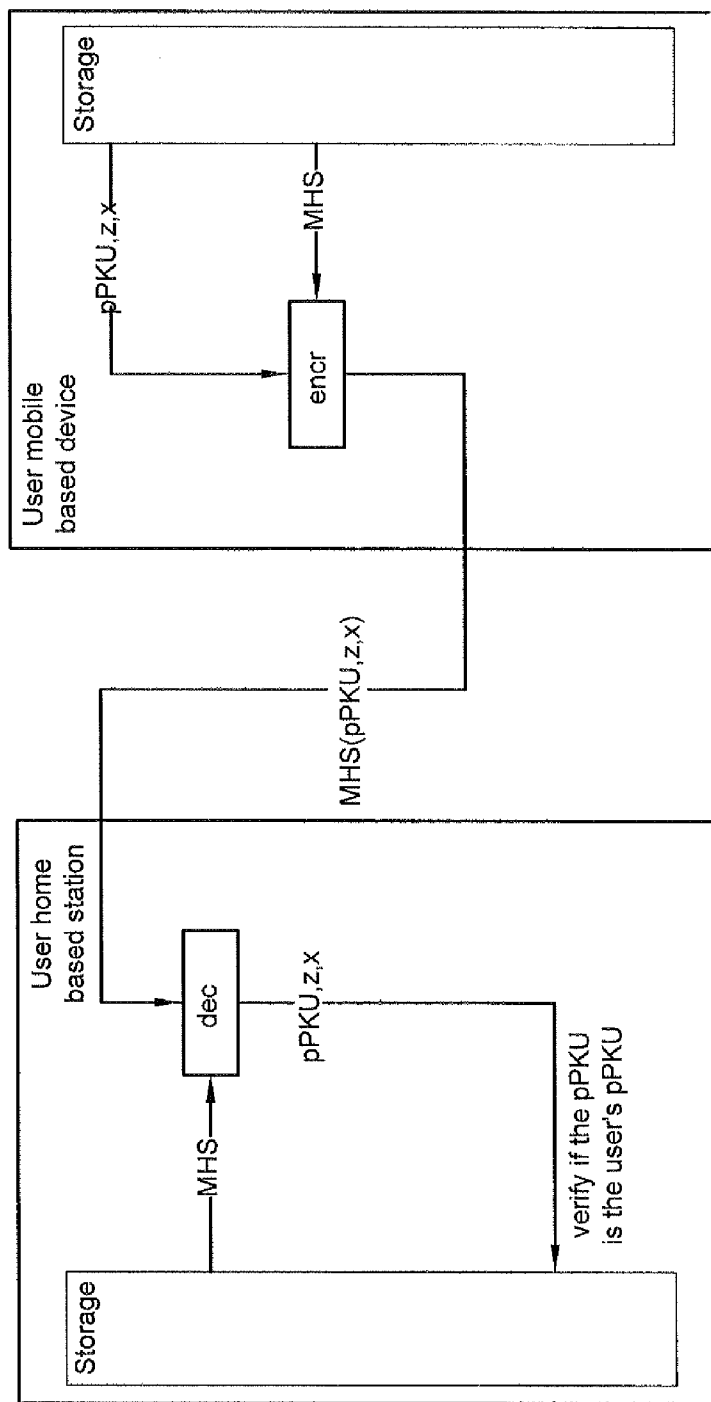 User home
based station
Storage
MHS
dec
pPKU,z,x
verify if the pPKU
is the user's pPKU
MHS(pPKU,z,x)
User mobile
based device
Storage
pPKU,z,x
MHS
encr